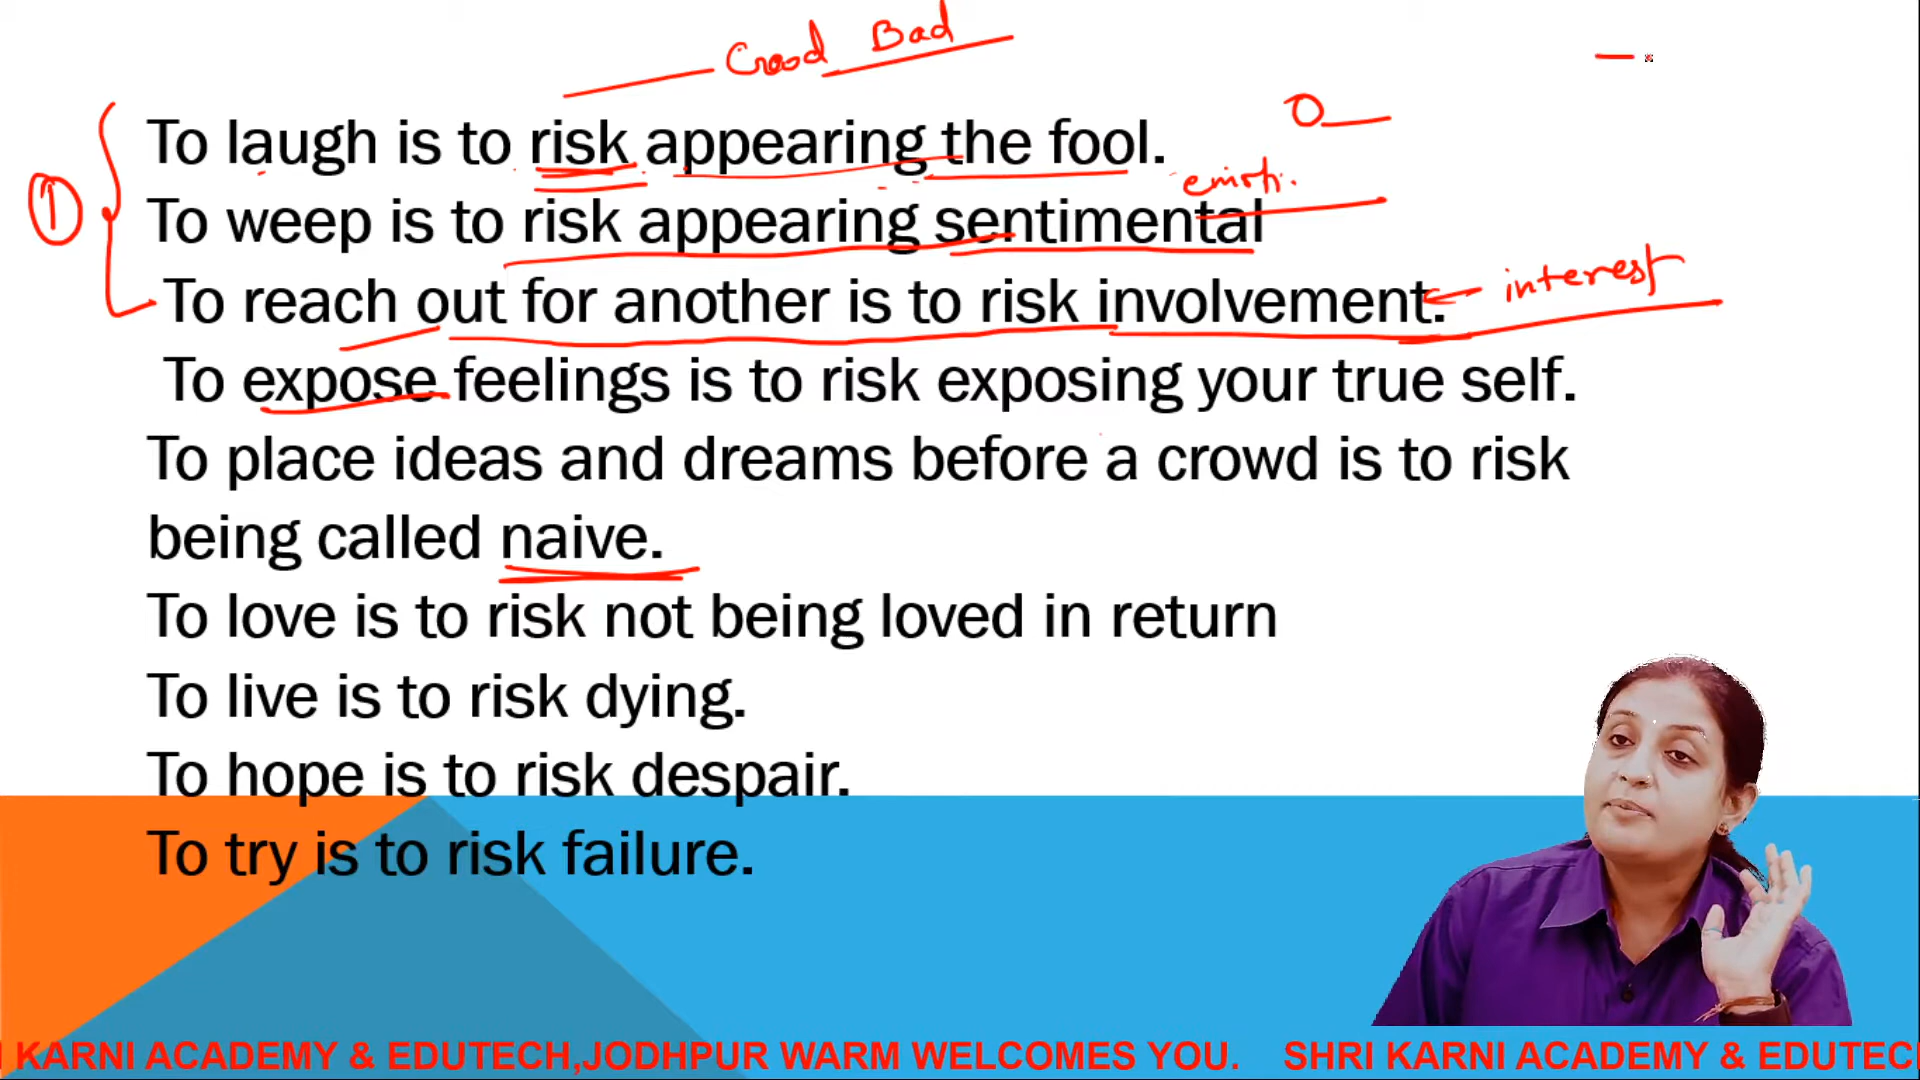 Good Bad
To laugh is to risk appearing the fool.
emoti.
To weep is to risk appearing sentimental
①
To reach out for another is to risk involvement.
interest
To expose feelings is to risk exposing your true self.
To place ideas and dreams before a crowd is to risk
being called naive.
To love is to risk not being loved in return
To live is to risk dying.
To hope is to risk despair.
To try is to risk failure.
KARNI ACADEMY & EDUTECH,JODHPUR WARM WELCOMES YOU. SHRI KARNI ACADEMY & EDUTEC